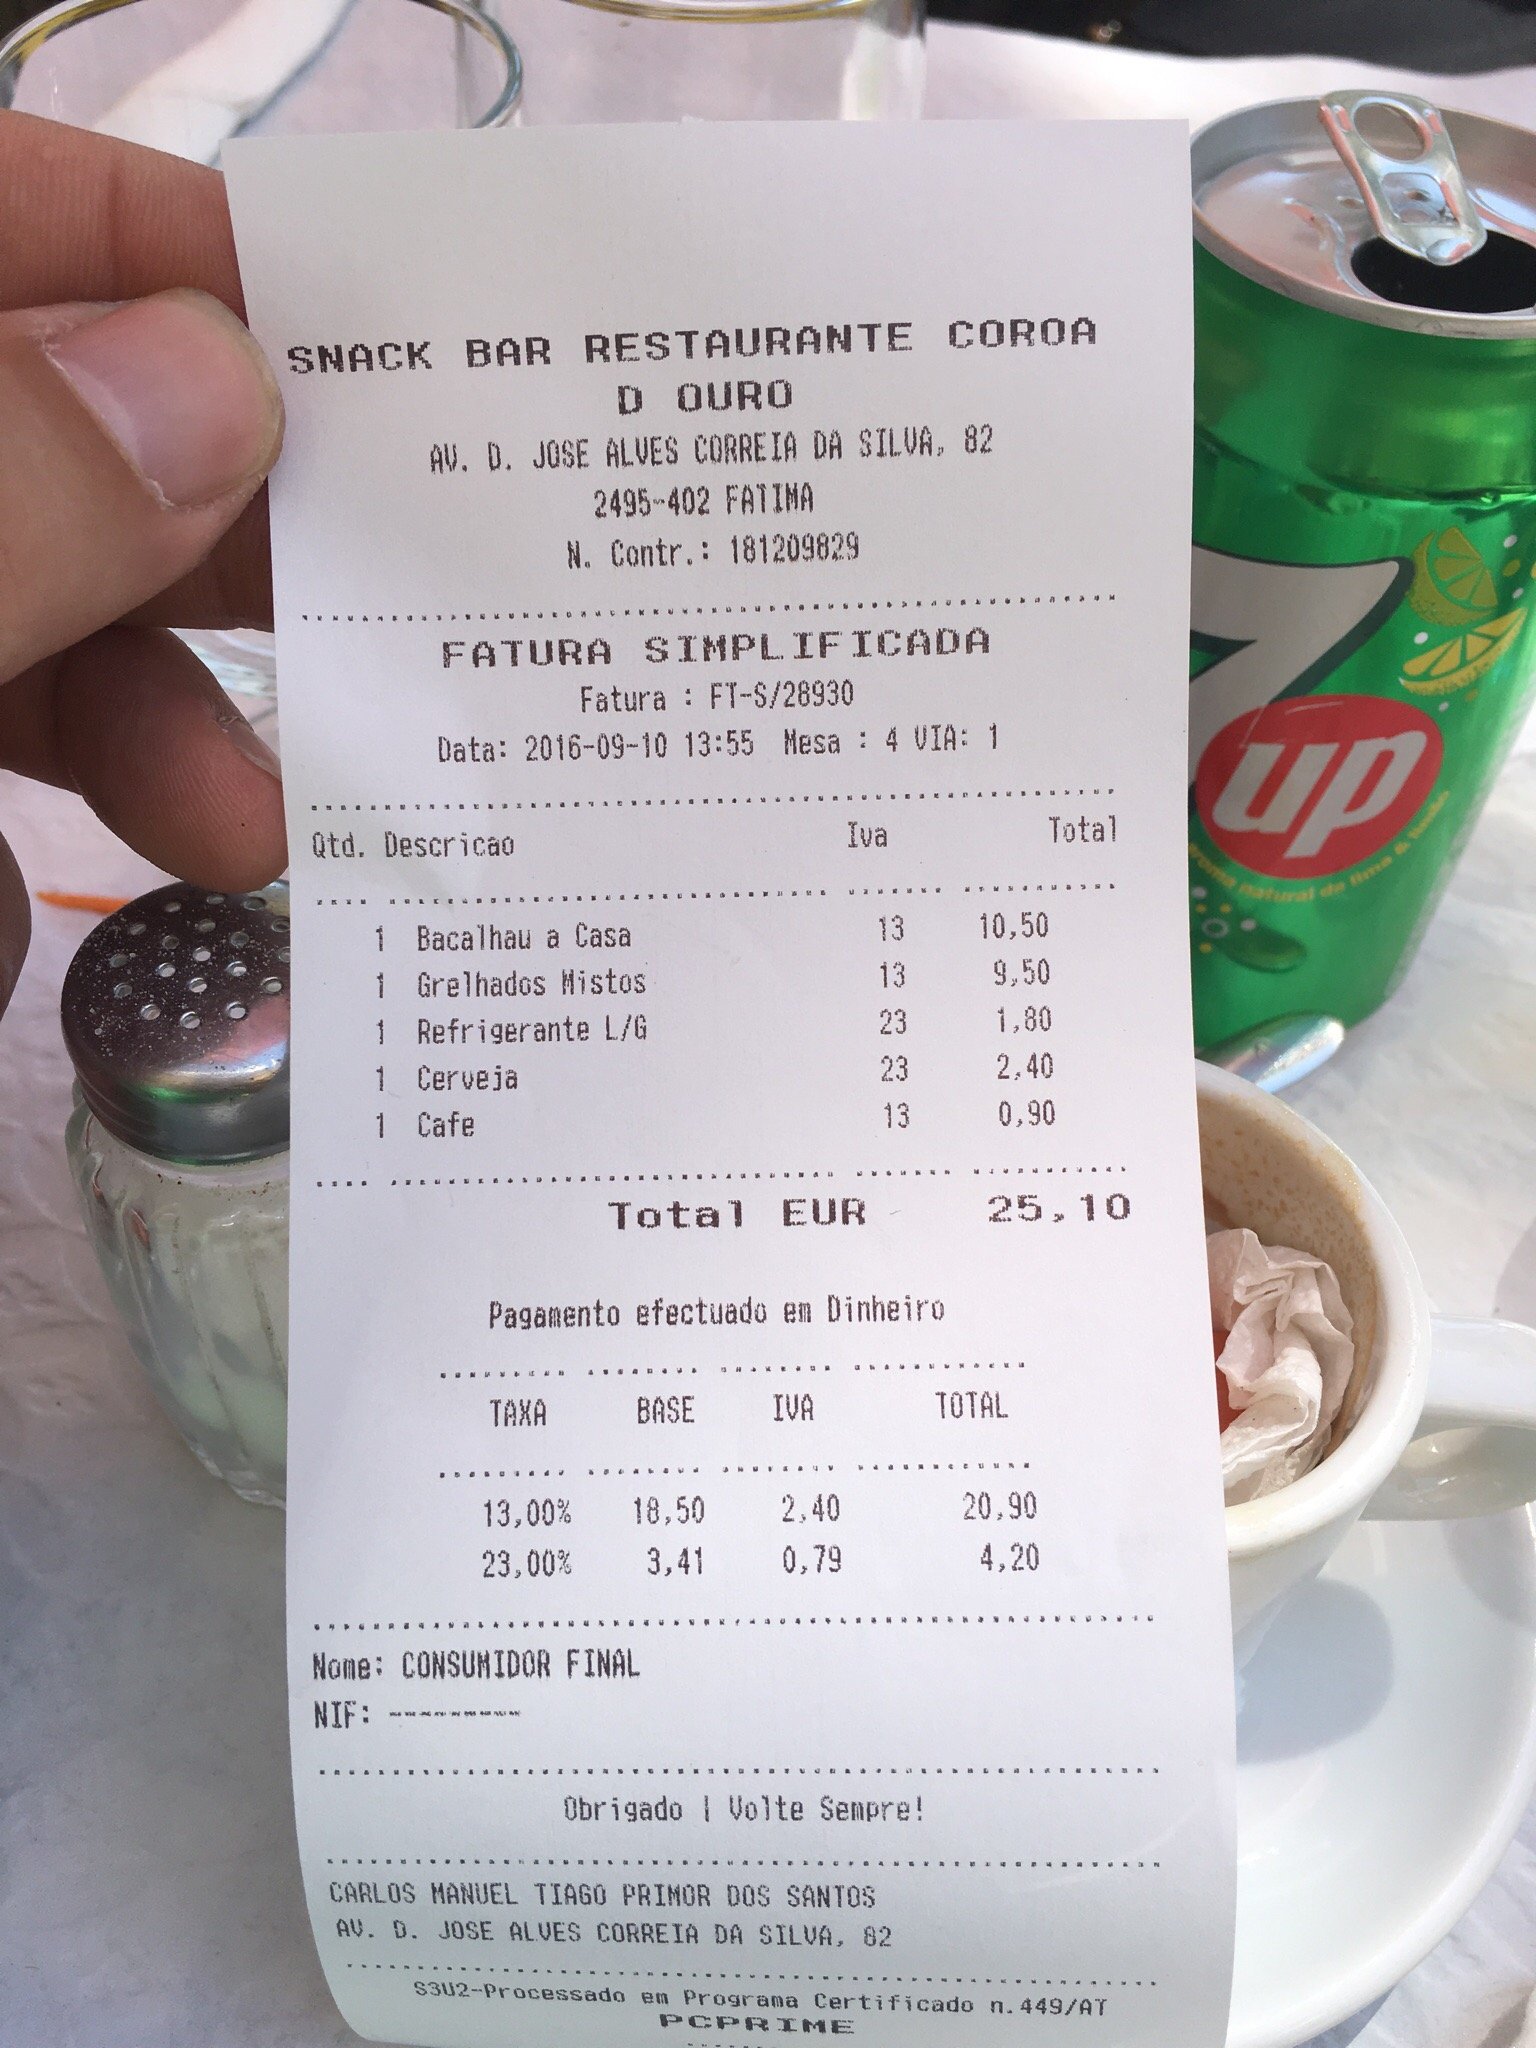 SNACK BAR RESTAURANTE COROA
D OURO
AV. D. JOSE ALVES CORREIA DA SILVA, 82
2495-402 FATIMA
N. Contr.: 181209829
FATURA SIMPLIFICADA
Fatura : FT-S/28930
Data: 2016-09-10 13:55 Mesa : 4 VIA: 1
Qtd. Descricao Iva Total
1 Bacalhau a Casa 13 10,50
1 Grelhados Mistos 13 9,50
1 Refrigerante L/G 23 1,80
1 Cerveja 23 2,40
1 Cafe 13 0,90
Total EUR 25,10
Pagamento efectuado em Dinheiro
TAXA BASE IVA TOTAL
13,00% 18,50 2,40 20,90
23,00% 3,41 0,79 4,20
Nome: CONSUMIDOR FINAL
NIF: ---------
Obrigado | Volte Sempre!
CARLOS MANUEL TIAGO PRIMOR DOS SANTOS
AV. D. JOSE ALVES CORREIA DA SILVA, 82
S3U2-Processado em Programa Certificado n.449/AT
PCPRIME
7
up
natural de lima &